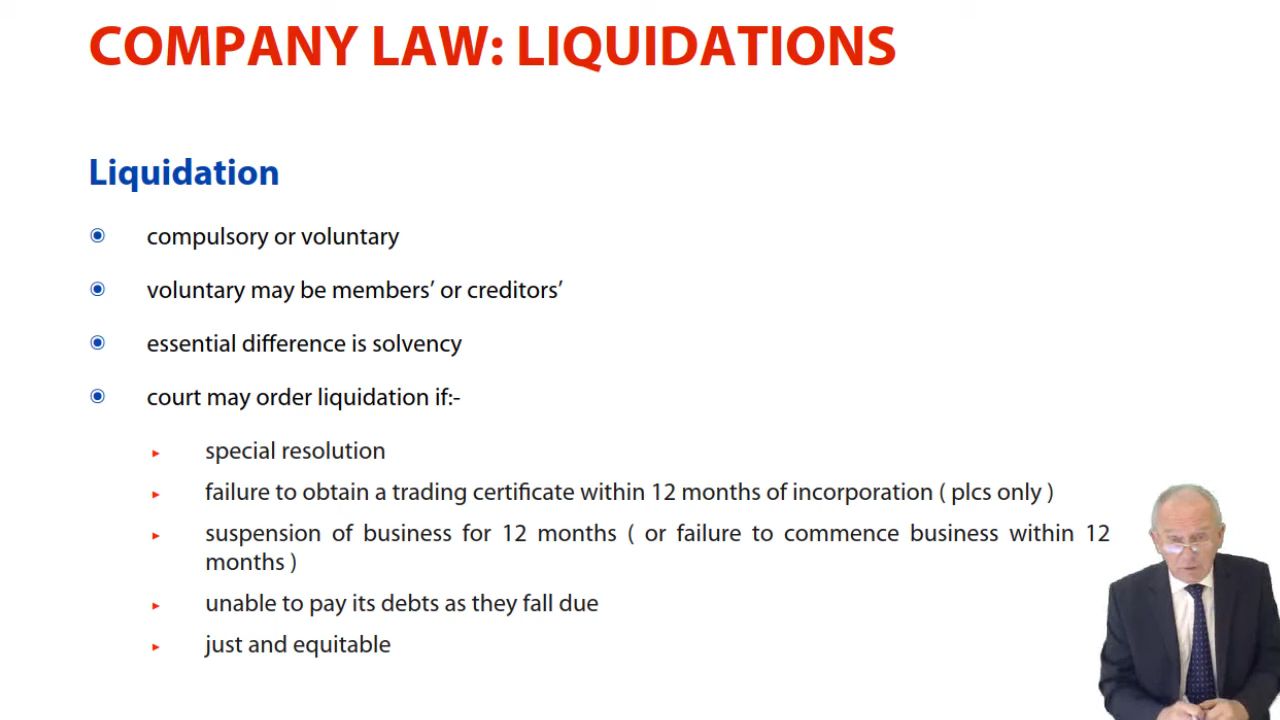 COMPANY LAW: LIQUIDATIONS
Liquidation
compulsory or voluntary
voluntary may be members’ or creditors’
essential difference is solvency
court may order liquidation if:-
special resolution
failure to obtain a trading certificate within 12 months of incorporation ( plcs only )
suspension of business for 12 months ( or failure to commence business within 12
months )
unable to pay its debts as they fall due
just and equitable